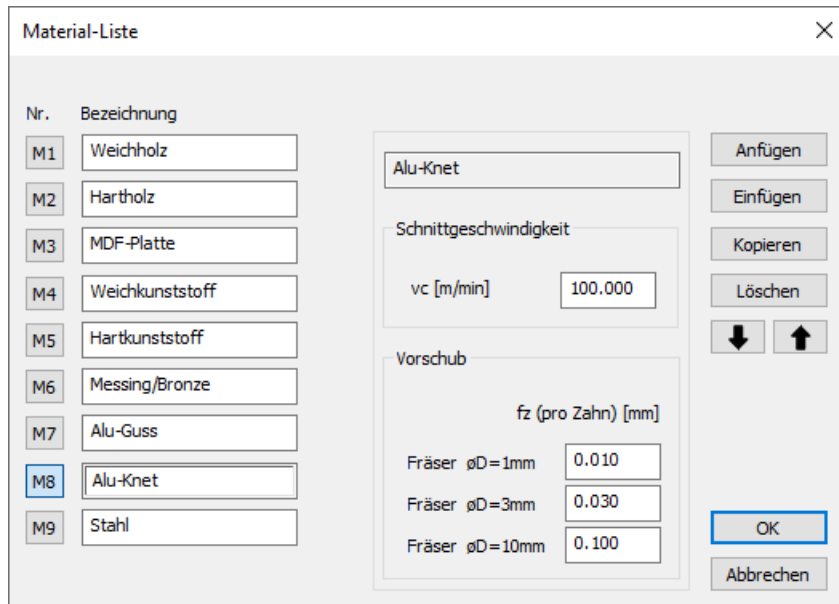 Material-Liste
Nr. Bezeichnung
M1 Weichholz
M2 Hartholz
M3 MDF-Platte
M4 Weichkunststoff
M5 Hartkunststoff
M6 Messing/Bronze
M7 Alu-Guss
M8 Alu-Knet
M9 Stahl
Alu-Knet
Schnittgeschwindigkeit
vc [m/min] 100.000
Vorschub
fz (pro Zahn) [mm]
Fräser øD=1mm 0.010
Fräser øD=3mm 0.030
Fräser øD=10mm 0.100
Anfügen
Einfügen
Kopieren
Löschen
OK
Abbrechen